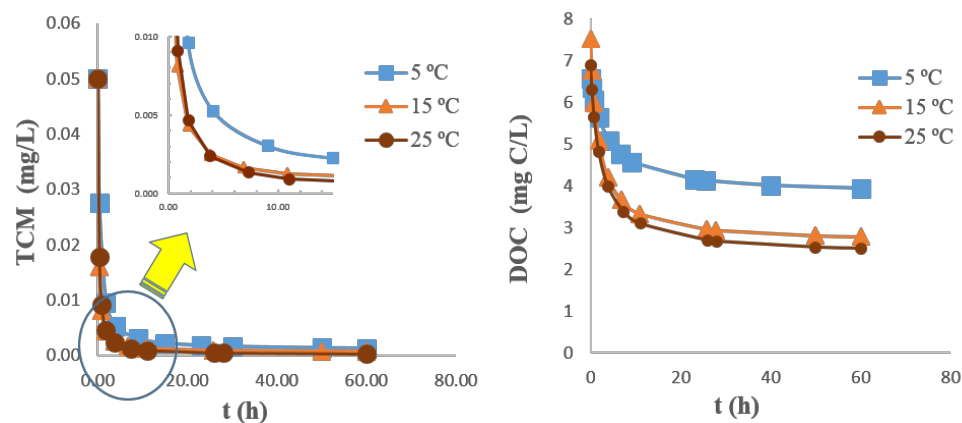 0.06
0.05
0.04
0.03
0.02
0.01
0.00
TCM (mg/L)
0.00 20.00 40.00 60.00 80.00
t (h)
0.010
0.005
0.000
0.00 10.00
5 ºC
15 ºC
25 ºC
8
7
6
5
4
3
2
1
0
DOC (mg C/L)
0 20 40 60 80
t (h)
5 ºC
15 ºC
25 ºC